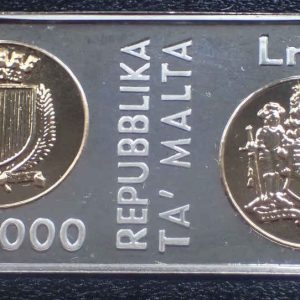 Lm
REPUBBLIKA
TA' MALTA
000